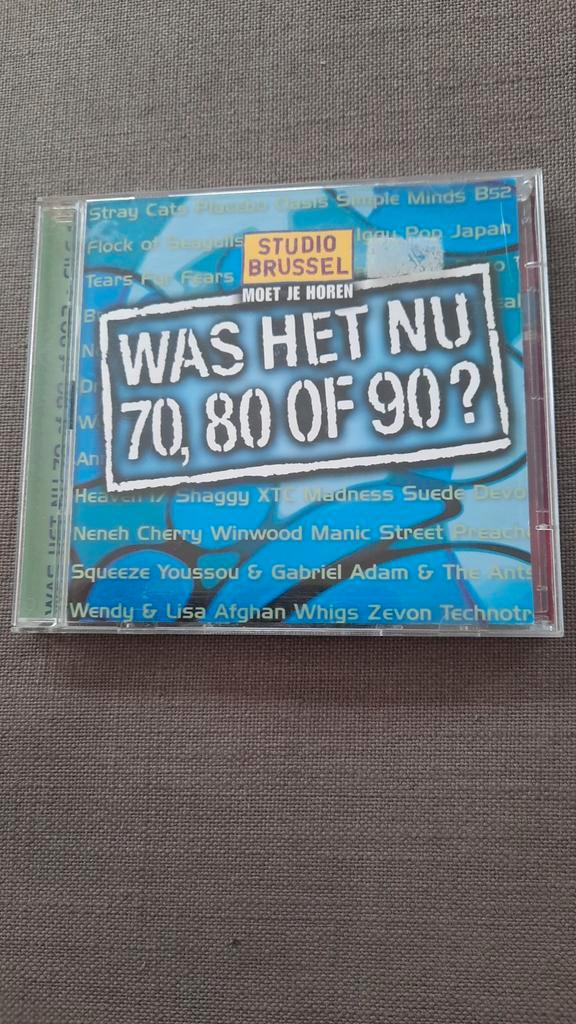 Stray Cats Placebo Oasis Simple Minds B52
Flock of Seagulls Iggy Pop Japan
STUDIO
BRUSSEL
Tears For Fears
MOET JE HOREN
WAS HET NU
70, 80 OF 90?
Heaven 17 Shaggy XTC Madness Suede Devo
Neneh Cherry Winwood Manic Street Preach
Squeeze Youssou & Gabriel Adam & The Ants
Wendy & Lisa Afghan Whigs Zevon Technotr
WAS HET NU 70, 80 of 90?